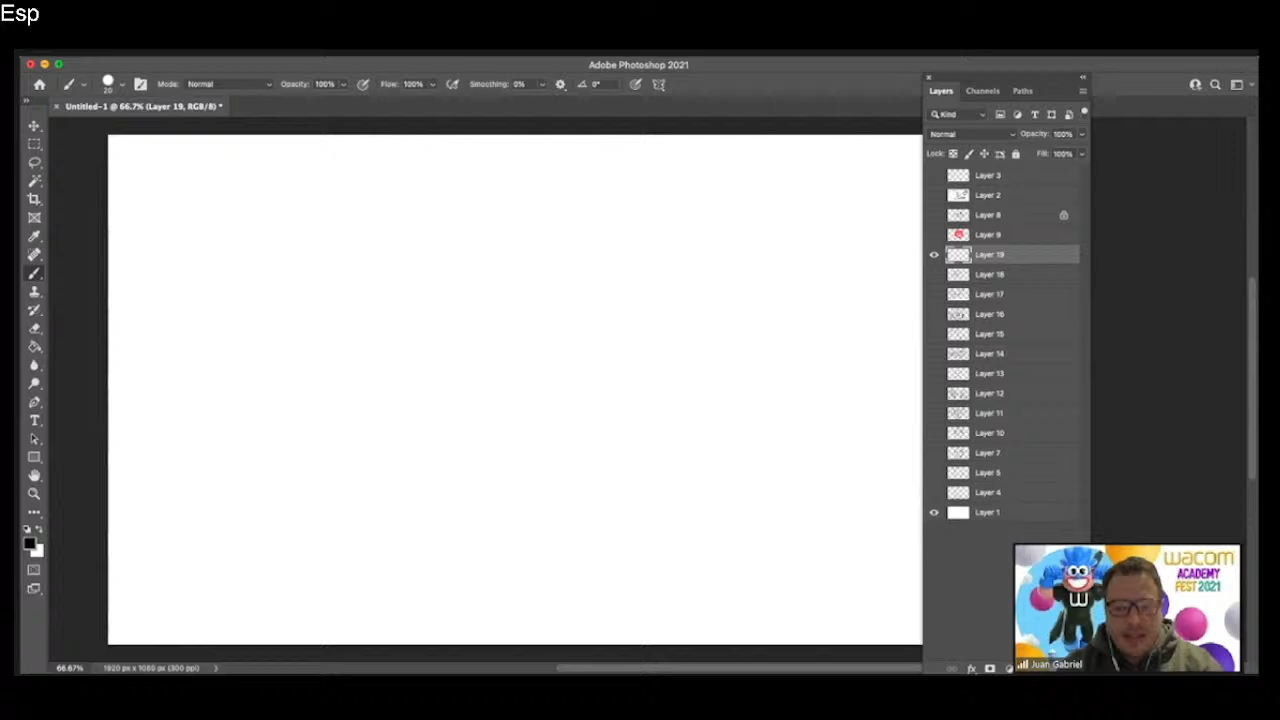 Esp
Adobe Photoshop 2021
20 Mode: Normal Opacity: 100% Flow: 100% Smoothing: 0% 0°
× Untitled-1 @ 66.7% (Layer 19, RGB/8) *
Layers Channels Paths
Kind
Normal Opacity: 100%
Lock: Fill: 100%
Layer 3
Layer 2
Layer 8
Layer 9
Layer 19
Layer 18
Layer 17
Layer 16
Layer 15
Layer 14
Layer 13
Layer 12
Layer 11
Layer 10
Layer 7
Layer 5
Layer 4
Layer 1
wacom
ACADEMY
FEST 2021
W
Juan Gabriel
66.67% 1920 px x 1080 px (300 ppi)
fx